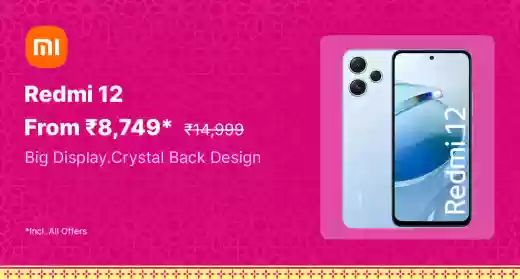 mi
Redmi 12
From ₹8,749* ₹14,999
Big Display.Crystal Back Design
Redmi 12
*Incl. All Offers